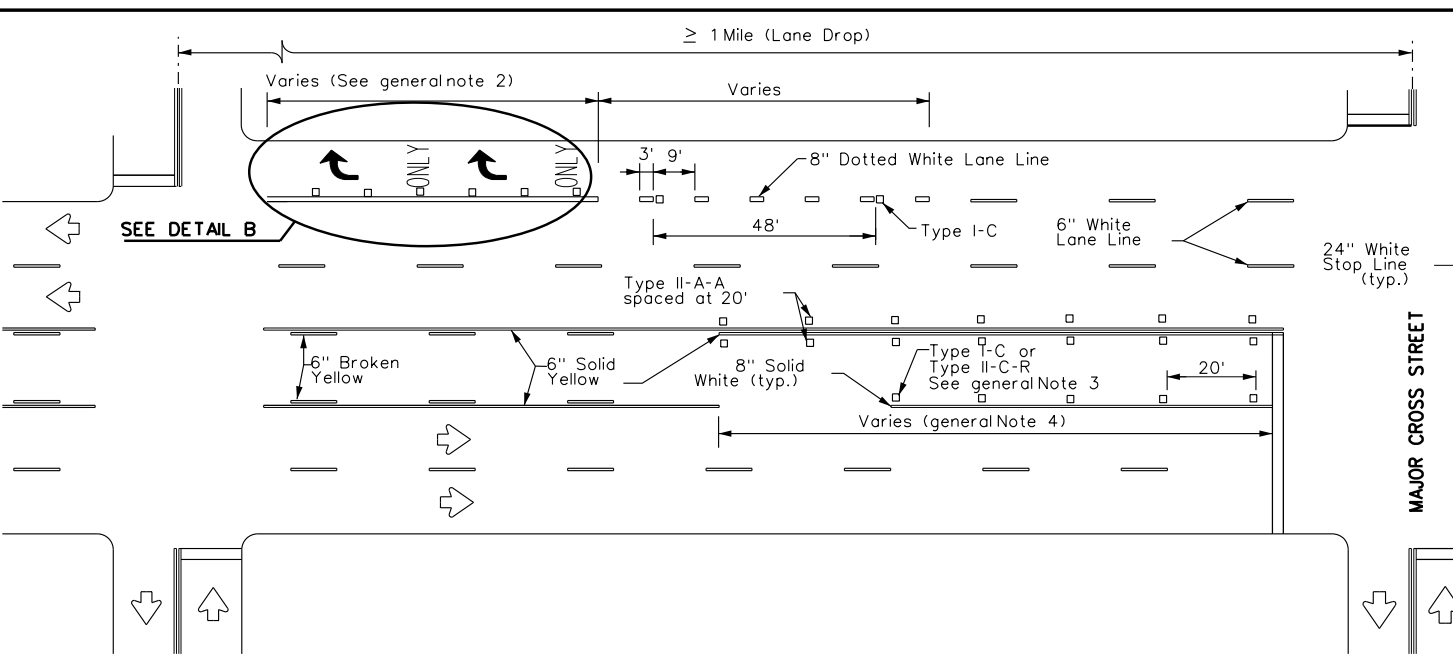 ≥ 1 Mile (Lane Drop)
Varies (See general note 2)
Varies
ONLY
ONLY
3'
9'
8" Dotted White Lane Line
SEE DETAIL B
48'
Type I-C
6" White
Lane Line
24" White
Stop Line
(typ.)
Type II-A-A
spaced at 20'
6" Broken
Yellow
6" Solid
Yellow
8" Solid
White (typ.)
Type I-C or
Type II-C-R
See general Note 3
20'
Varies (general Note 4)
MAJOR CROSS STREET